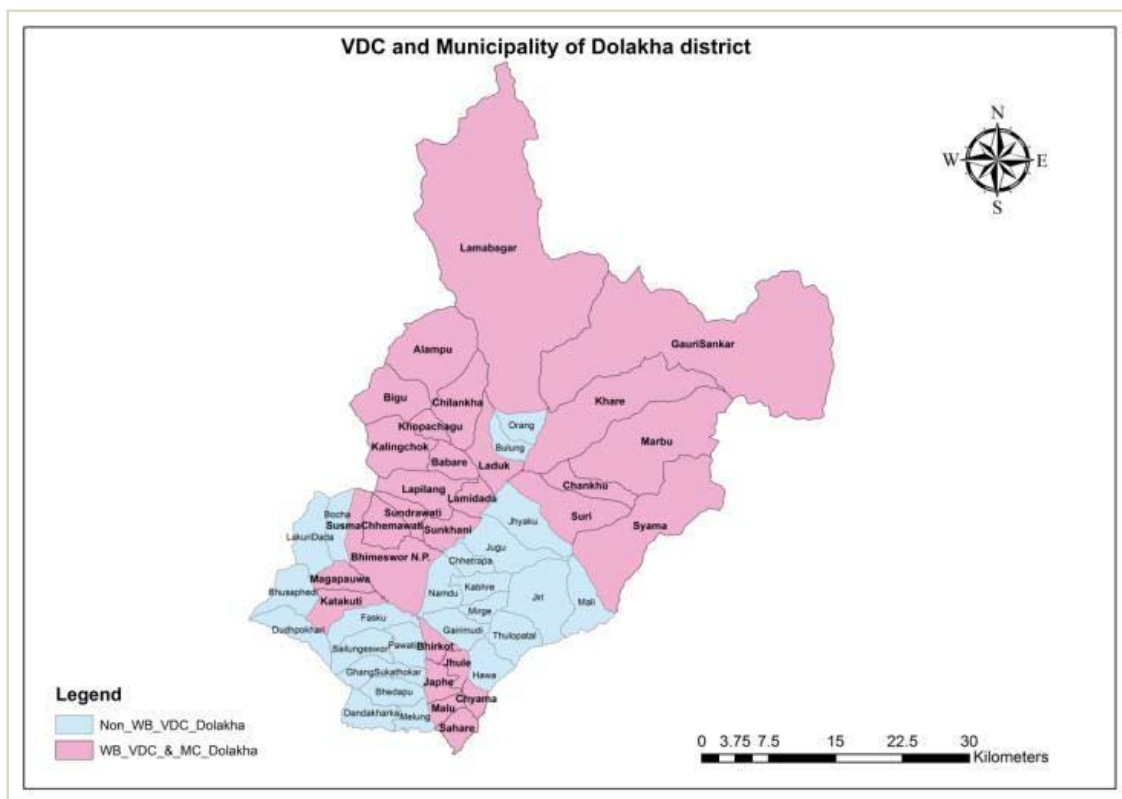 VDC and Municipality of Dolakha district
N
W E
S
Lamabagar
GauriSankar
Alampu
Bigu
Chilankha
Khare
Khopachagu
Orang
Marbu
Kalingchok
Bulung
Babare
Laduk
Chankhu
Lapilang
Lamidada
Sundrawati
Suri
Bocha
Susma
Chhemawati
Sunkhani
Jhyaku
Syama
LakuriDada
Jugu
Bhimeswor N.P.
Chhetrapa
Magapauwa
Kabhre
Bhusaphedi
Namdu
Jiri
Mali
Katakuti
Mirge
Fasku
Dudhpokhari
Gairimudi
Thulopatal
Sailungeswor
Pawati
Bhirkot
Jhule
GhangSukathokar
Hawa
Japhe
Bhedapu
Chyama
Dandakharka
Melung
Malu
Sahare
Legend
Non_WB_VDC_Dolakha
WB_VDC_&_MC_Dolakha
0 3.75 7.5 15 22.5 30
Kilometers